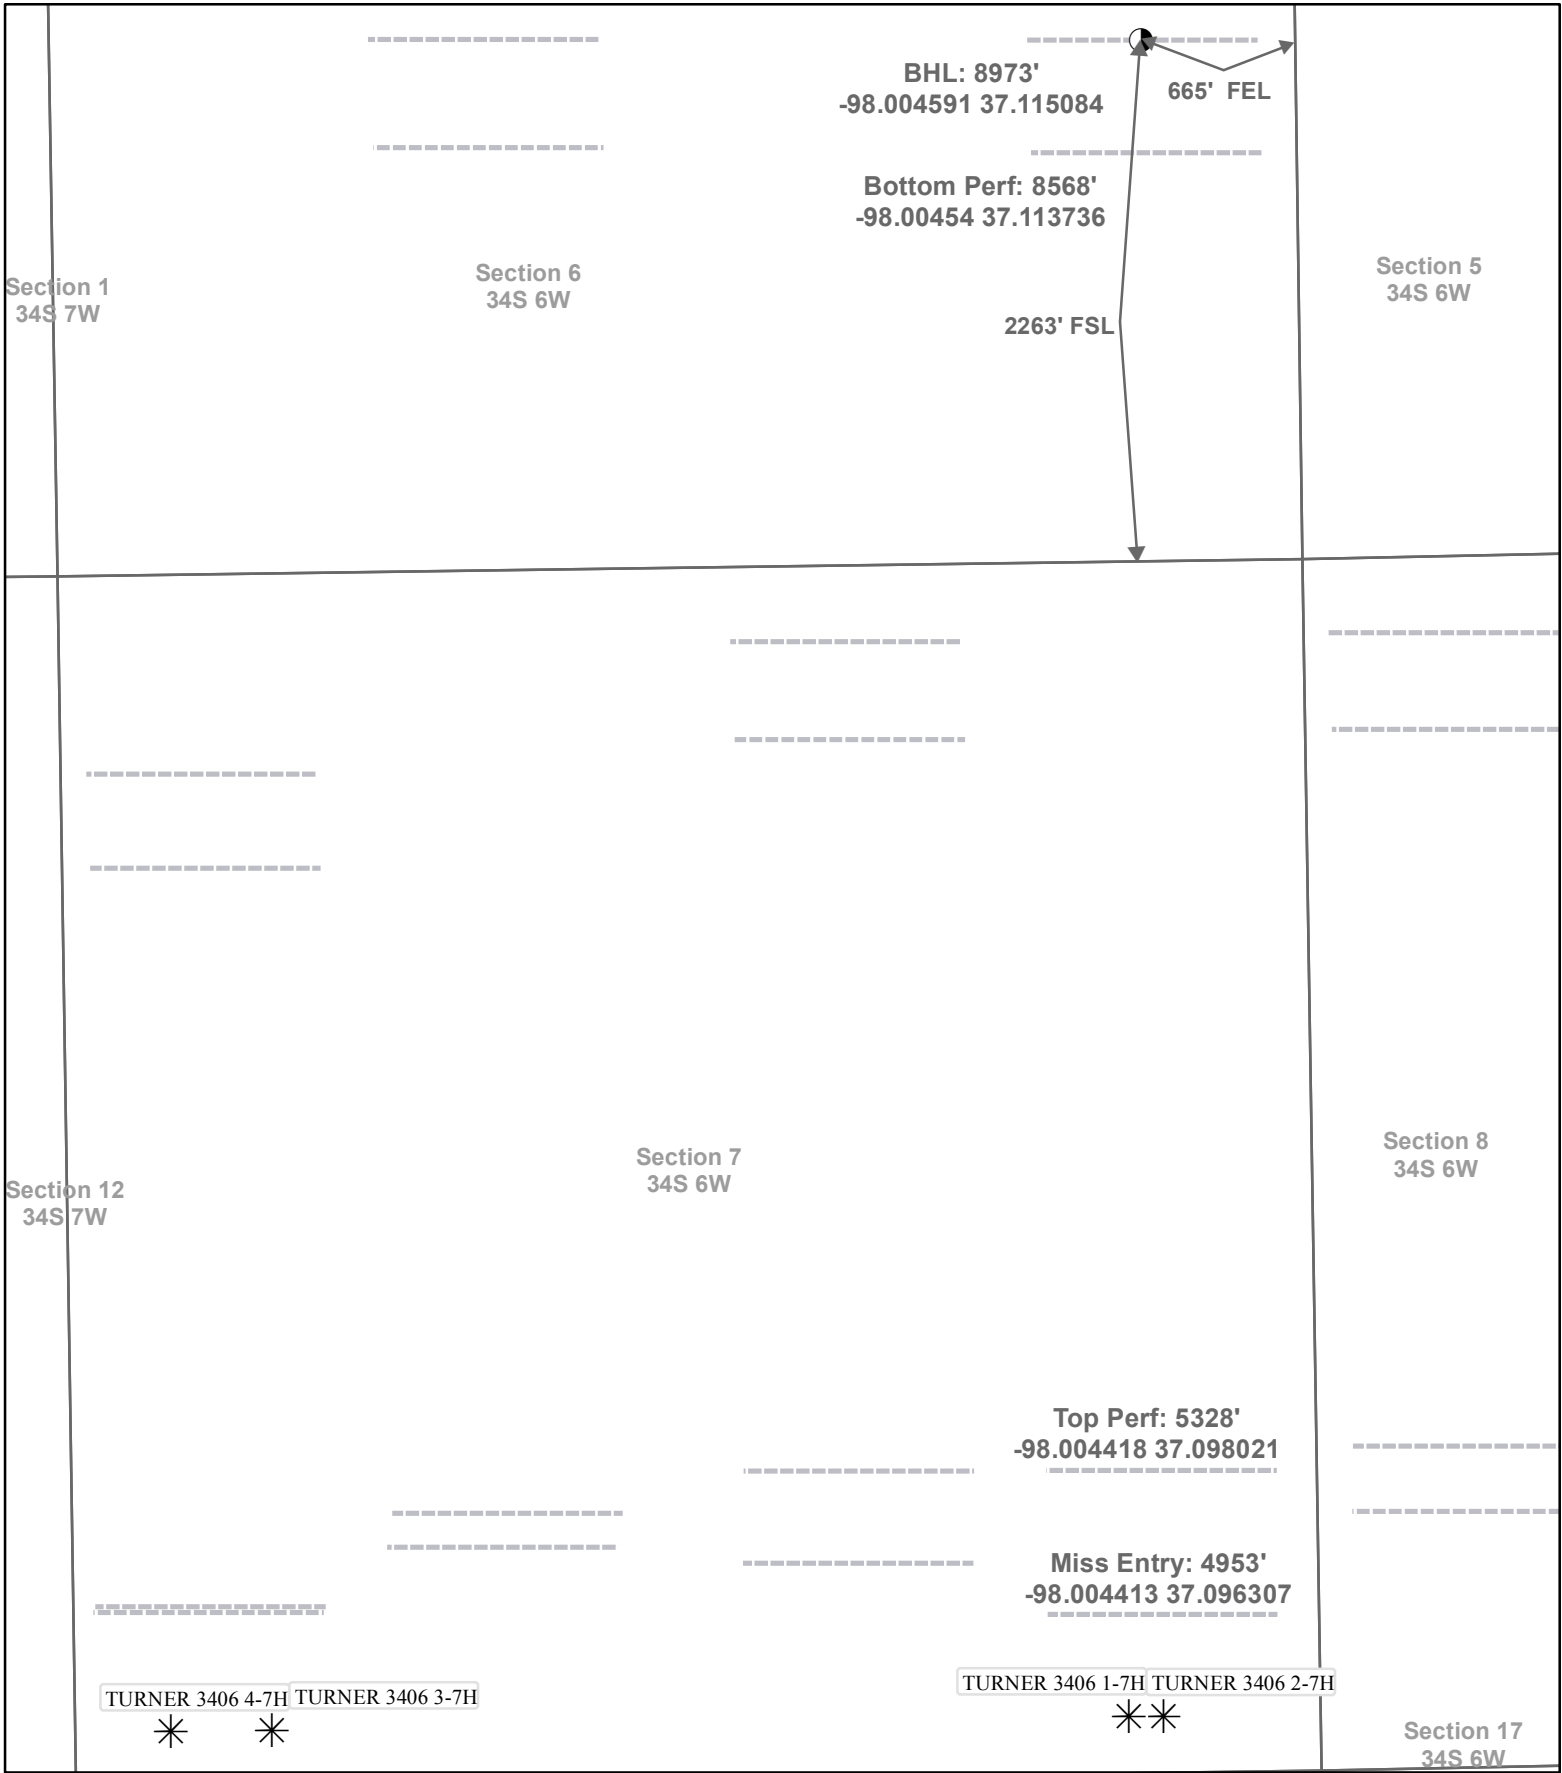 BHL: 8973'
-98.004591 37.115084
665'  FEL
Bottom Perf: 8568'
-98.00454 37.113736
Section 1
34S 7W
Section 6
34S 6W
Section 5
34S 6W
2263' FSL
Section 7
34S 6W
Section 8
34S 6W
Section 12
34S 7W
Top Perf: 5328'
-98.004418 37.098021
Miss Entry: 4953'
-98.004413 37.096307
TURNER 3406 4-7H
TURNER 3406 3-7H
TURNER 3406 1-7H
TURNER 3406 2-7H
Section 17
34S 6W